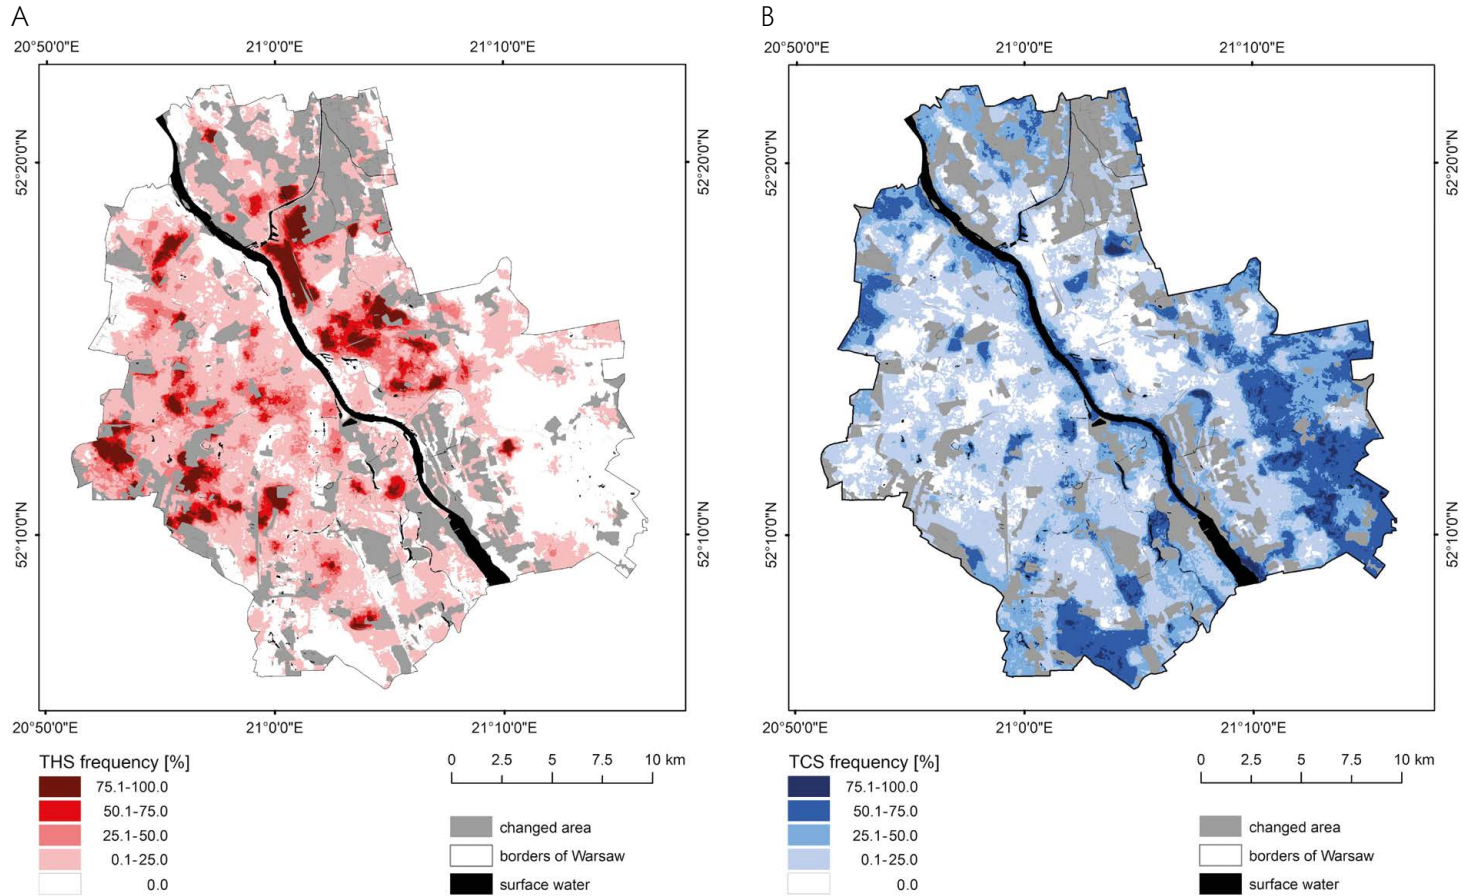 A
B
20°50'0"E 21°0'0"E 21°10'0"E
20°50'0"E 21°0'0"E 21°10'0"E
52°20'0"N
52°20'0"N
52°20'0"N
52°20'0"N
52°10'0"N
52°10'0"N
52°10'0"N
52°10'0"N
20°50'0"E 21°0'0"E 21°10'0"E
20°50'0"E 21°0'0"E 21°10'0"E
THS frequency [%]
75.1-100.0
50.1-75.0
25.1-50.0
0.1-25.0
0.0
0 2.5 5 7.5 10 km
changed area
borders of Warsaw
surface water
TCS frequency [%]
75.1-100.0
50.1-75.0
25.1-50.0
0.1-25.0
0.0
0 2.5 5 7.5 10 km
changed area
borders of Warsaw
surface water